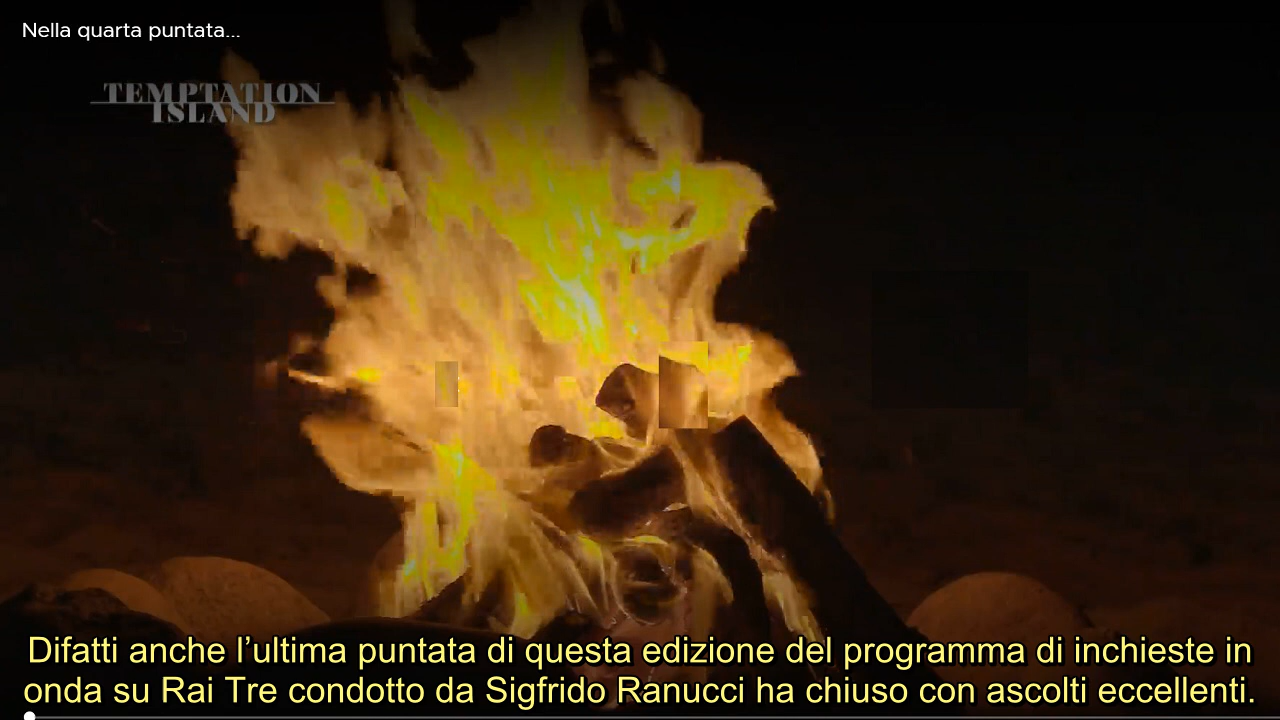 Nella quarta puntata...
TEMPTATION
ISLAND
Difatti anche l’ultima puntata di questa edizione del programma di inchieste in
onda su Rai Tre condotto da Sigfrido Ranucci ha chiuso con ascolti eccellenti.